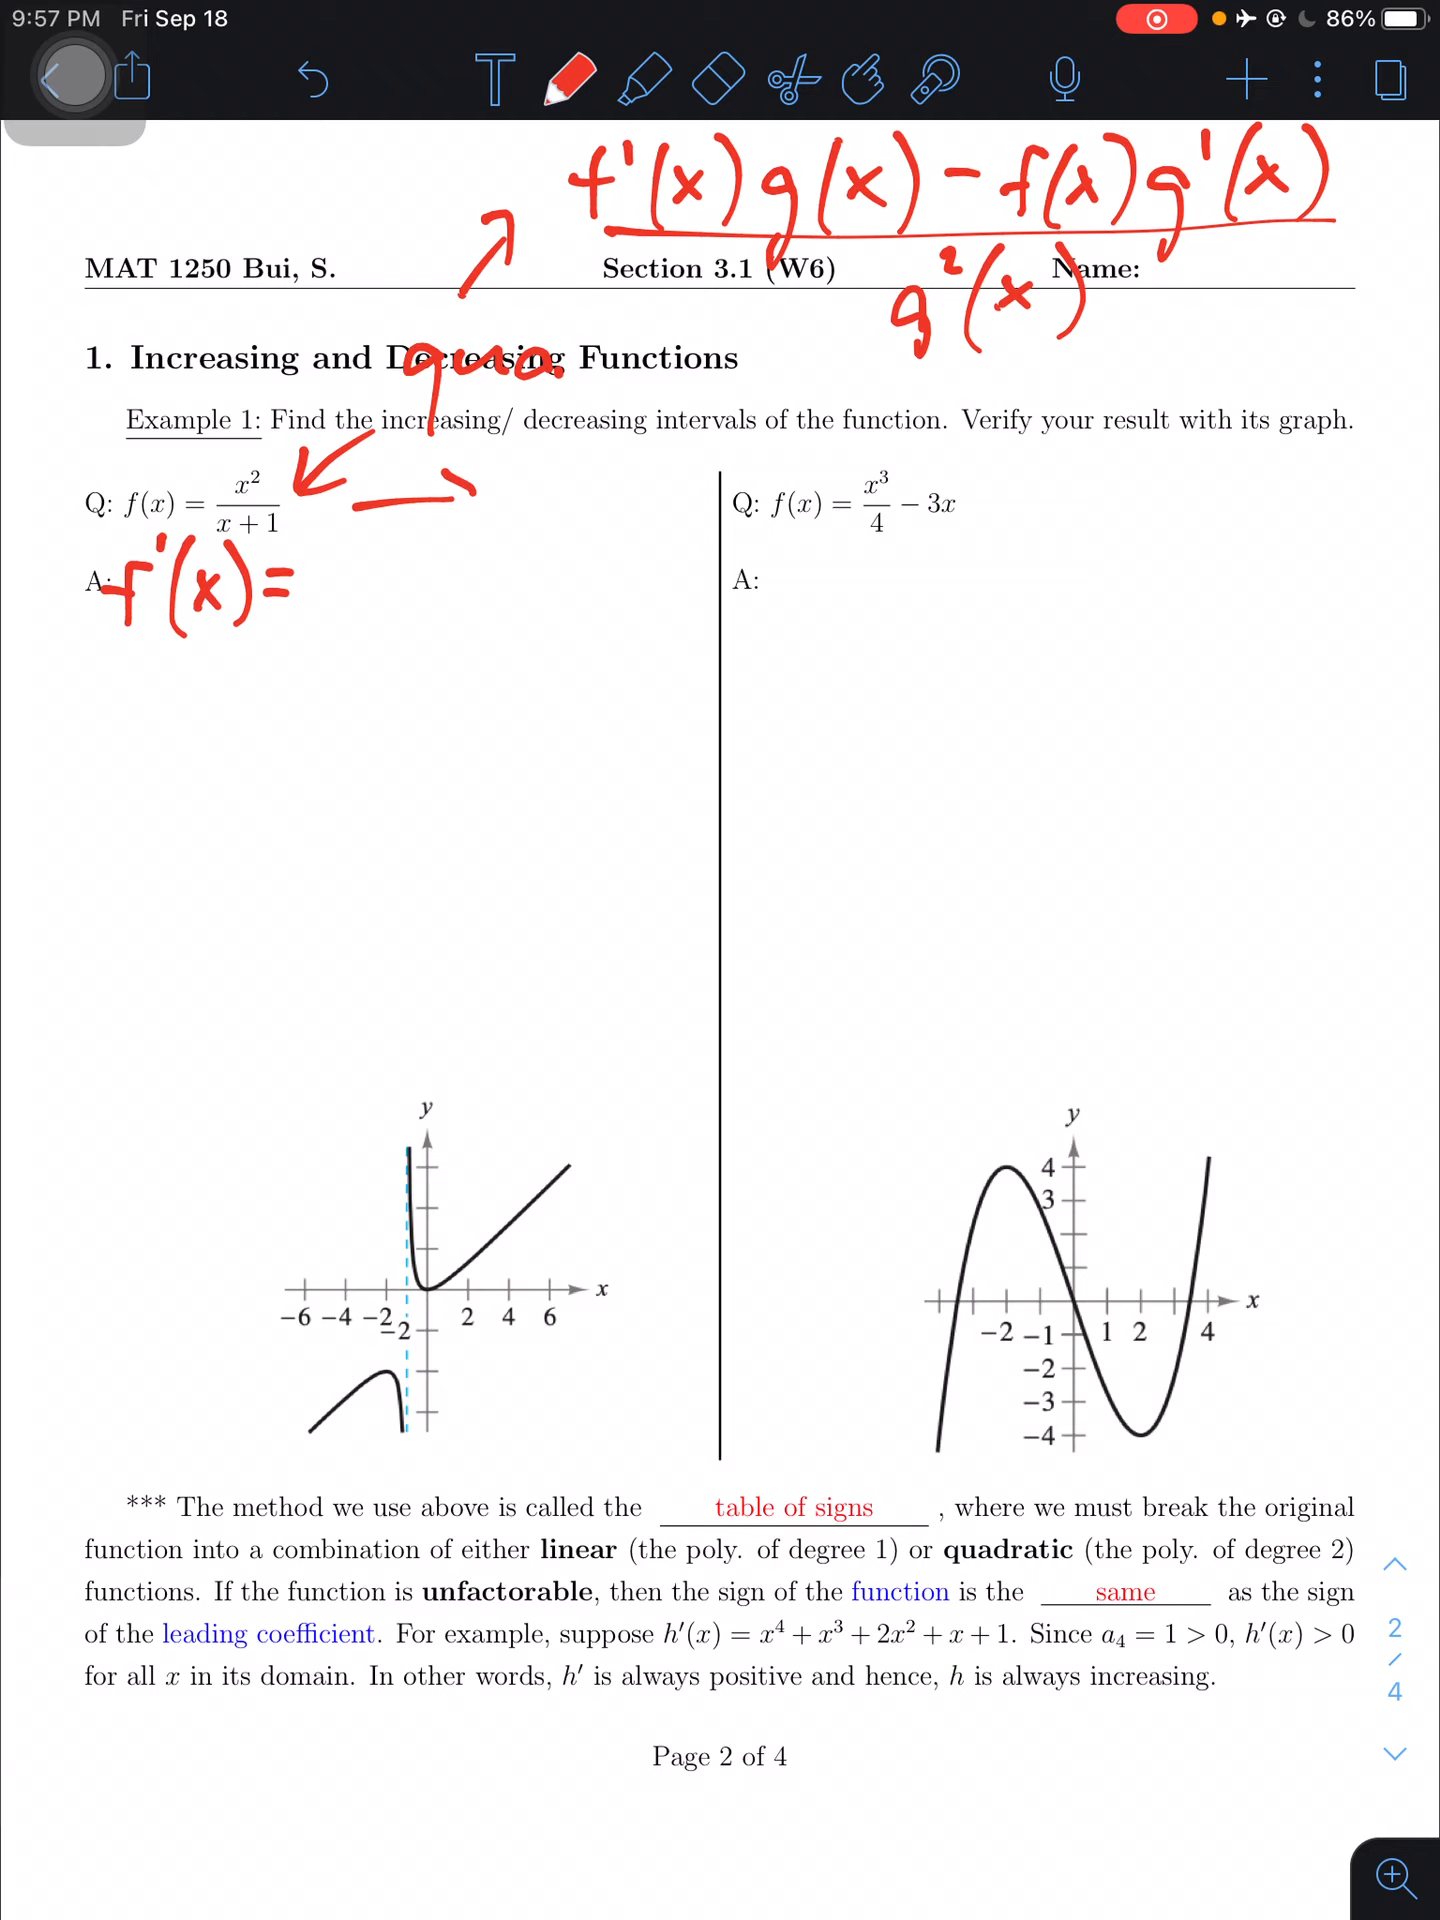 9:57 PM Fri Sep 18 86%
f'(x)g(x) - f(x)g'(x)
g²(x)
MAT 1250 Bui, S. Section 3.1 (W6) Name:
1. Increasing and Decreasing Functions
quo.
Example 1: Find the increasing/ decreasing intervals of the function. Verify your result with its graph.
Q: f(x) = x²/(x + 1)
f'(x) =
A:
Q: f(x) = x³/4 − 3x
A:
y
x
−6 −4 −2 2 4 6
−2
y
4
3
x
−2 −1 1 2 4
−2
−3
−4
*** The method we use above is called the table of signs , where we must break the original
function into a combination of either linear (the poly. of degree 1) or quadratic (the poly. of degree 2)
functions. If the function is unfactorable, then the sign of the function is the same as the sign
of the leading coefficient. For example, suppose h′(x) = x⁴ + x³ + 2x² + x + 1. Since a₄ = 1 > 0, h′(x) > 0
for all x in its domain. In other words, h′ is always positive and hence, h is always increasing.
Page 2 of 4
2
/
4